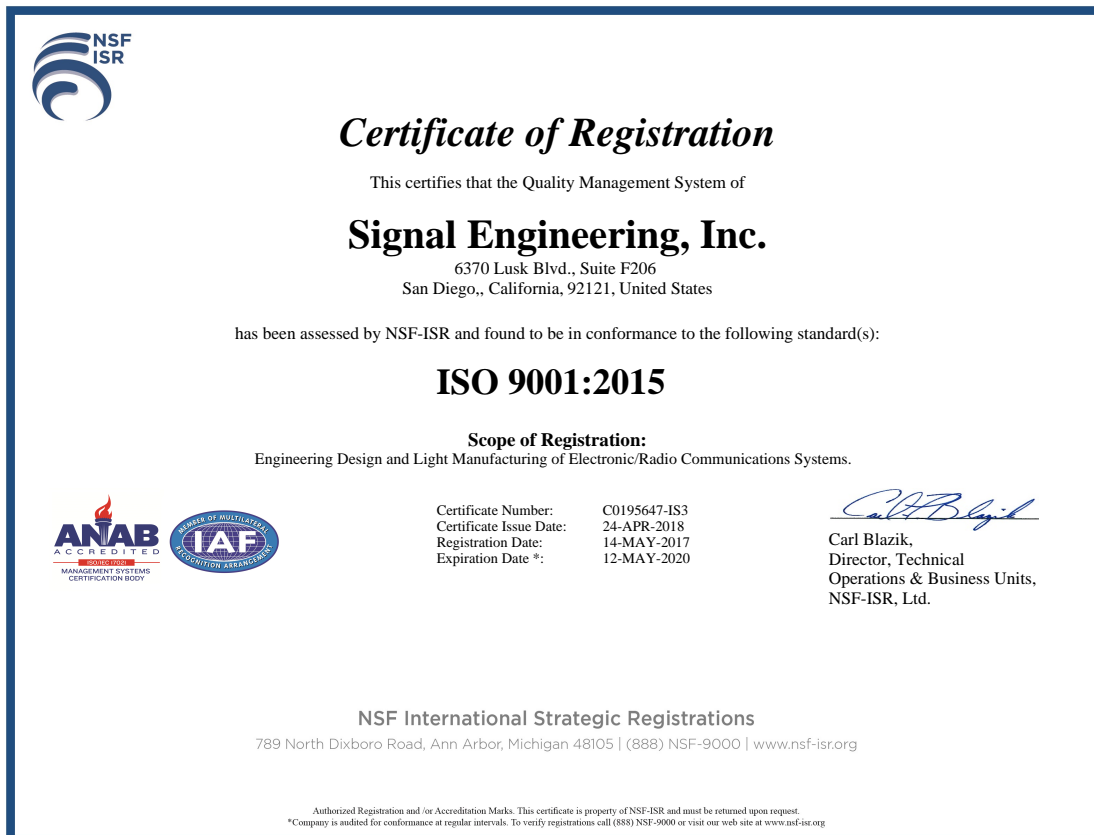 NSF
ISR
Certificate of Registration
This certifies that the Quality Management System of
Signal Engineering, Inc.
6370 Lusk Blvd., Suite F206
San Diego,, California, 92121, United States
has been assessed by NSF-ISR and found to be in conformance to the following standard(s):
ISO 9001:2015
Scope of Registration:
Engineering Design and Light Manufacturing of Electronic/Radio Communications Systems.
ANAB
ACCREDITED
ISO/IEC 17021
MANAGEMENT SYSTEMS
CERTIFICATION BODY
MEMBER OF MULTILATERAL
IAF
RECOGNITION ARRANGEMENT
Certificate Number: C0195647-IS3
Certificate Issue Date: 24-APR-2018
Registration Date: 14-MAY-2017
Expiration Date *: 12-MAY-2020
Carl Blazik
Carl Blazik,
Director, Technical
Operations & Business Units,
NSF-ISR, Ltd.
NSF International Strategic Registrations
789 North Dixboro Road, Ann Arbor, Michigan 48105 | (888) NSF-9000 | www.nsf-isr.org
Authorized Registration and /or Accreditation Marks. This certificate is property of NSF-ISR and must be returned upon request.
*Company is audited for conformance at regular intervals. To verify registrations call (888) NSF-9000 or visit our web site at www.nsf-isr.org